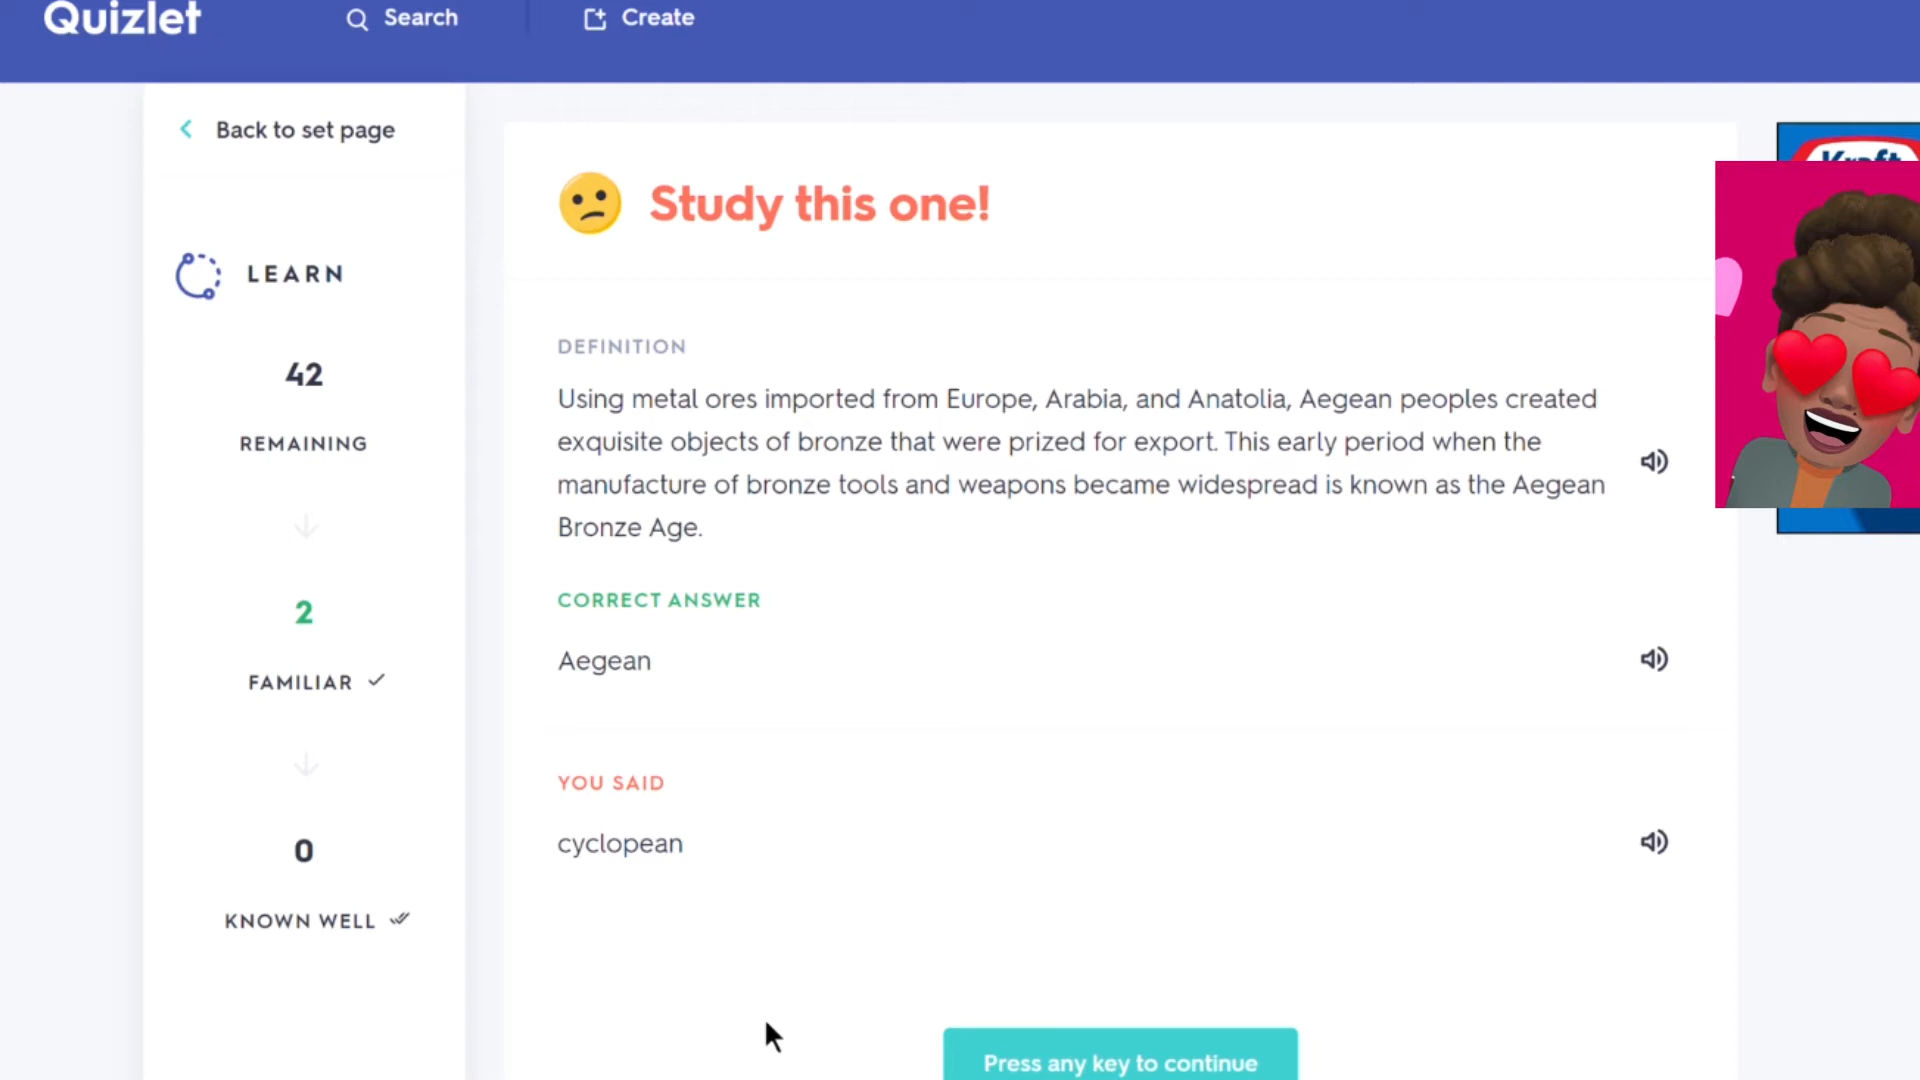 Quizlet
Search
Create
Back to set page
LEARN
42
REMAINING
2
FAMILIAR
0
KNOWN WELL
Study this one!
DEFINITION
Using metal ores imported from Europe, Arabia, and Anatolia, Aegean peoples created
exquisite objects of bronze that were prized for export. This early period when the
manufacture of bronze tools and weapons became widespread is known as the Aegean
Bronze Age.
CORRECT ANSWER
Aegean
YOU SAID
cyclopean
Press any key to continue
Kraft